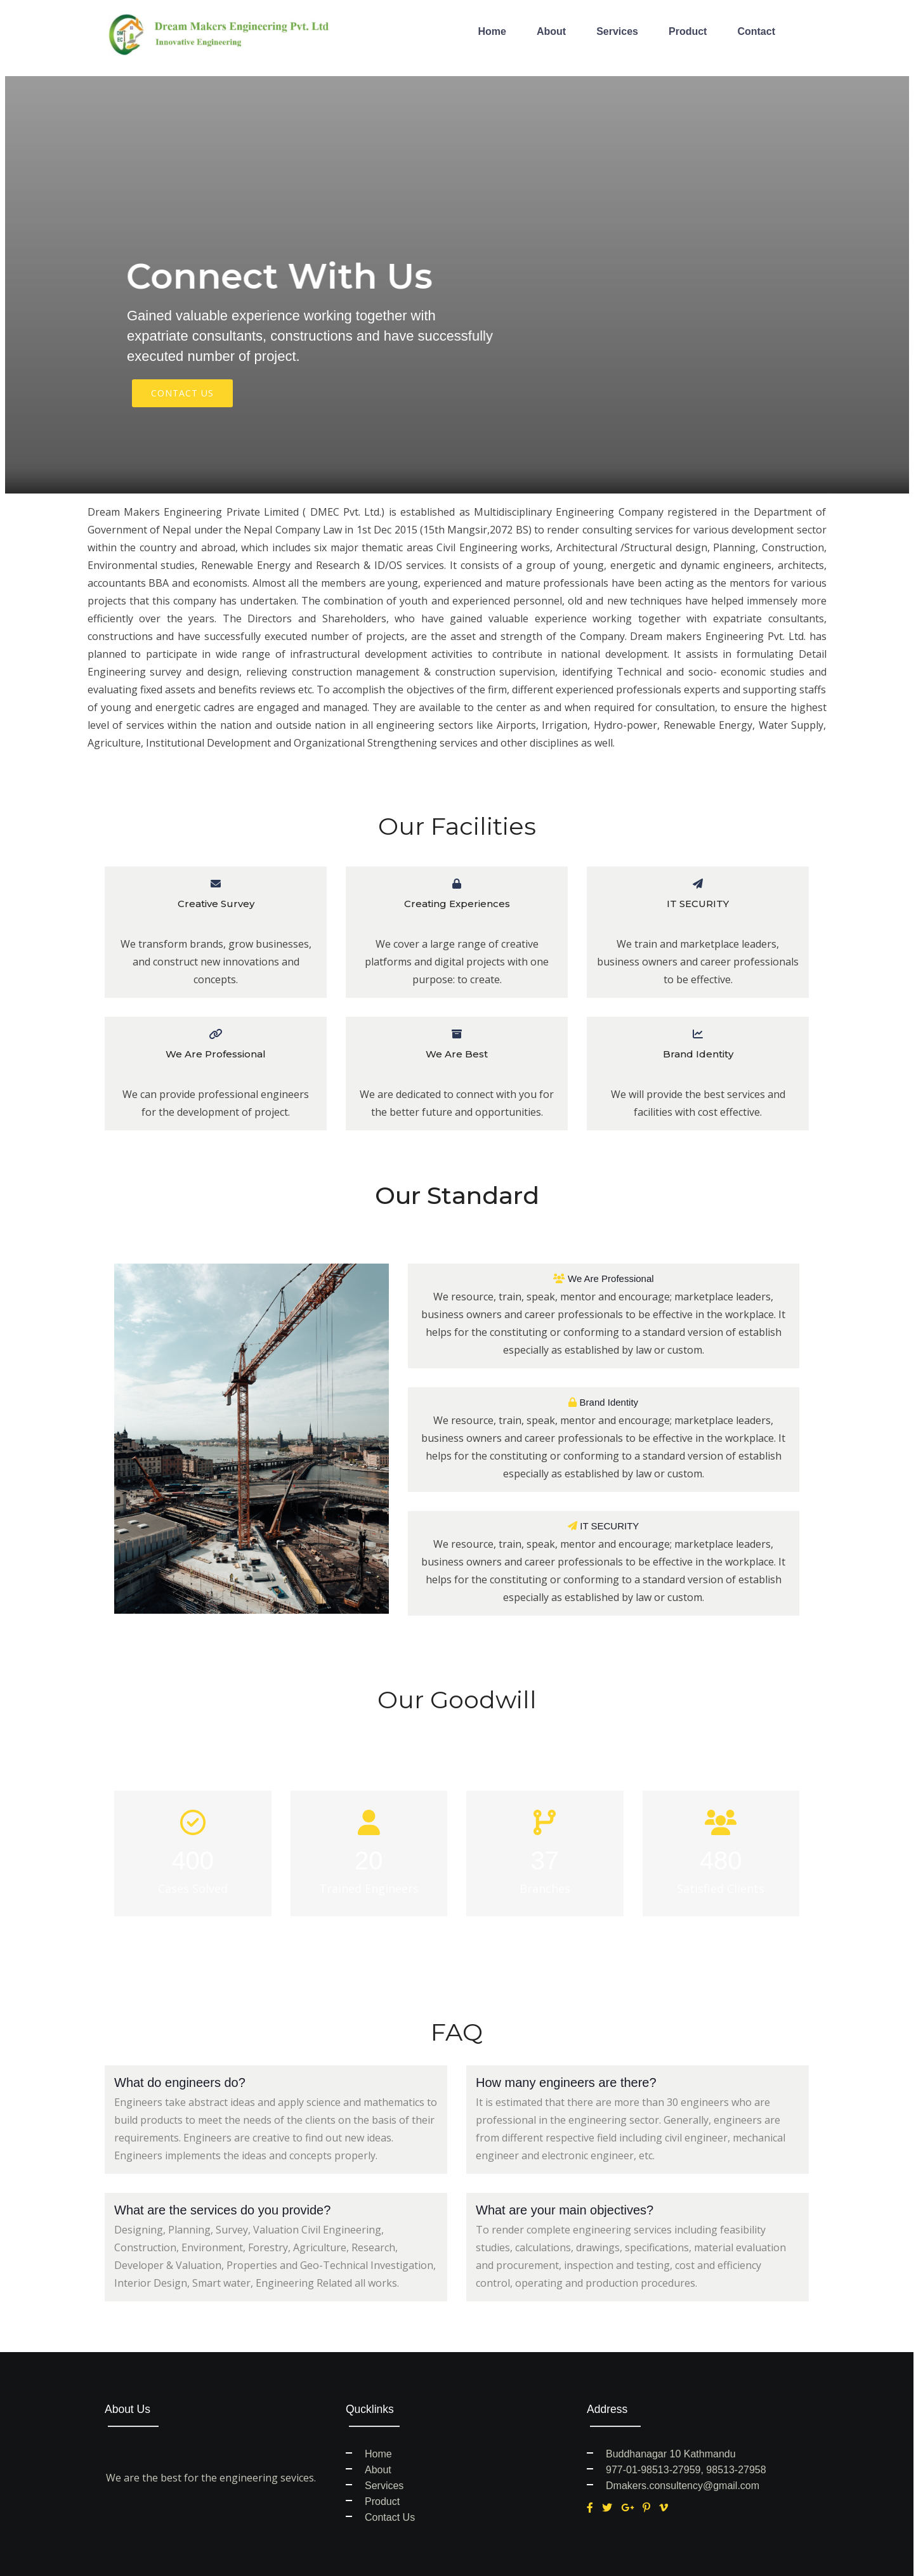 Dream Makers Engineering Pvt. Ltd
Innovative Engineering
Home About Services Product Contact
Connect With Us
Gained valuable experience working together with
expatriate consultants, constructions and have successfully
executed number of project.
CONTACT US
Dream Makers Engineering Private Limited ( DMEC Pvt. Ltd.) is established as Multidisciplinary Engineering Company registered in the Department of
Government of Nepal under the Nepal Company Law in 1st Dec 2015 (15th Mangsir,2072 BS) to render consulting services for various development sector
within the country and abroad, which includes six major thematic areas Civil Engineering works, Architectural /Structural design, Planning, Construction,
Environmental studies, Renewable Energy and Research & ID/OS services. It consists of a group of young, energetic and dynamic engineers, architects,
accountants BBA and economists. Almost all the members are young, experienced and mature professionals have been acting as the mentors for various
projects that this company has undertaken. The combination of youth and experienced personnel, old and new techniques have helped immensely more
efficiently over the years. The Directors and Shareholders, who have gained valuable experience working together with expatriate consultants,
constructions and have successfully executed number of projects, are the asset and strength of the Company. Dream makers Engineering Pvt. Ltd. has
planned to participate in wide range of infrastructural development activities to contribute in national development. It assists in formulating Detail
Engineering survey and design, relieving construction management & construction supervision, identifying Technical and socio- economic studies and
evaluating fixed assets and benefits reviews etc. To accomplish the objectives of the firm, different experienced professionals experts and supporting staffs
of young and energetic cadres are engaged and managed. They are available to the center as and when required for consultation, to ensure the highest
level of services within the nation and outside nation in all engineering sectors like Airports, Irrigation, Hydro-power, Renewable Energy, Water Supply,
Agriculture, Institutional Development and Organizational Strengthening services and other disciplines as well.
Our Facilities
Creative Survey
We transform brands, grow businesses,
and construct new innovations and
concepts.
Creating Experiences
We cover a large range of creative
platforms and digital projects with one
purpose: to create.
IT SECURITY
We train and marketplace leaders,
business owners and career professionals
to be effective.
We Are Professional
We can provide professional engineers
for the development of project.
We Are Best
We are dedicated to connect with you for
the better future and opportunities.
Brand Identity
We will provide the best services and
facilities with cost effective.
Our Standard
We Are Professional
We resource, train, speak, mentor and encourage; marketplace leaders,
business owners and career professionals to be effective in the workplace. It
helps for the constituting or conforming to a standard version of establish
especially as established by law or custom.
Brand Identity
We resource, train, speak, mentor and encourage; marketplace leaders,
business owners and career professionals to be effective in the workplace. It
helps for the constituting or conforming to a standard version of establish
especially as established by law or custom.
IT SECURITY
We resource, train, speak, mentor and encourage; marketplace leaders,
business owners and career professionals to be effective in the workplace. It
helps for the constituting or conforming to a standard version of establish
especially as established by law or custom.
Our Goodwill
400
Cases Solved
20
Trained Engineers
37
Branches
480
Satisfied Clients
FAQ
What do engineers do?
Engineers take abstract ideas and apply science and mathematics to
build products to meet the needs of the clients on the basis of their
requirements. Engineers are creative to find out new ideas.
Engineers implements the ideas and concepts properly.
How many engineers are there?
It is estimated that there are more than 30 engineers who are
professional in the engineering sector. Generally, engineers are
from different respective field including civil engineer, mechanical
engineer and electronic engineer, etc.
What are the services do you provide?
Designing, Planning, Survey, Valuation Civil Engineering,
Construction, Environment, Forestry, Agriculture, Research,
Developer & Valuation, Properties and Geo-Technical Investigation,
Interior Design, Smart water, Engineering Related all works.
What are your main objectives?
To render complete engineering services including feasibility
studies, calculations, drawings, specifications, material evaluation
and procurement, inspection and testing, cost and efficiency
control, operating and production procedures.
About Us
We are the best for the engineering sevices.
Qucklinks
Home
About
Services
Product
Contact Us
Address
Buddhanagar 10 Kathmandu
977-01-98513-27959, 98513-27958
Dmakers.consultency@gmail.com